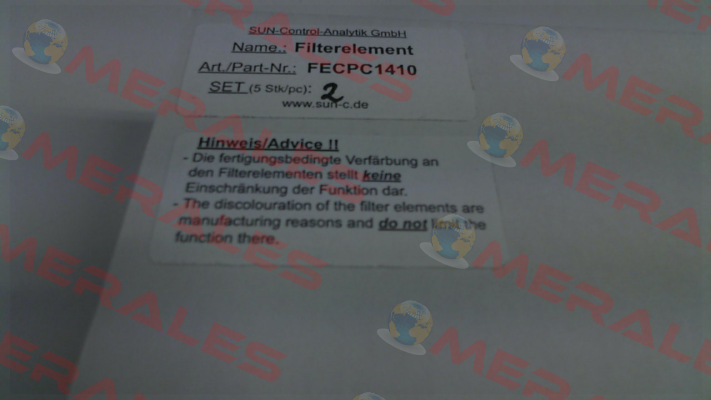 SUN-Control-Analytik GmbH
Name.: Filterelement
Art./Part-Nr.: FECPC1410
SET (5 Stk/pc): 2
www.sun-c.de
Hinweis/Advice !!
- Die fertigungsbedingte Verfärbung an
den Filterelementen stellt keine
Einschränkung der Funktion dar.
- The discolouration of the filter elements are
manufacturing reasons and do not limit the
function there.
MERALES
MERALES
MERALES
MERALES
MERALES
MERALES